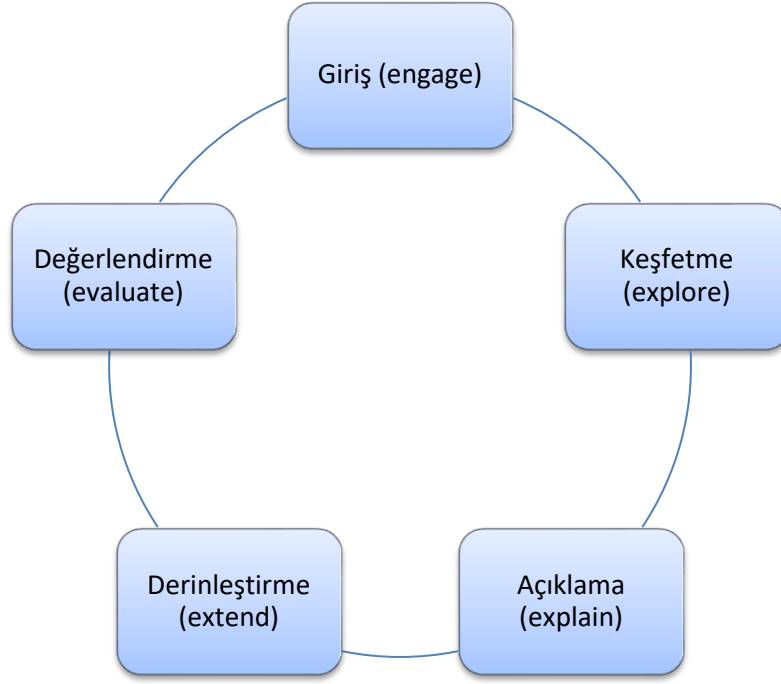 Giriş (engage)
Keşfetme
(explore)
Açıklama
(explain)
Derinleştirme
(extend)
Değerlendirme
(evaluate)